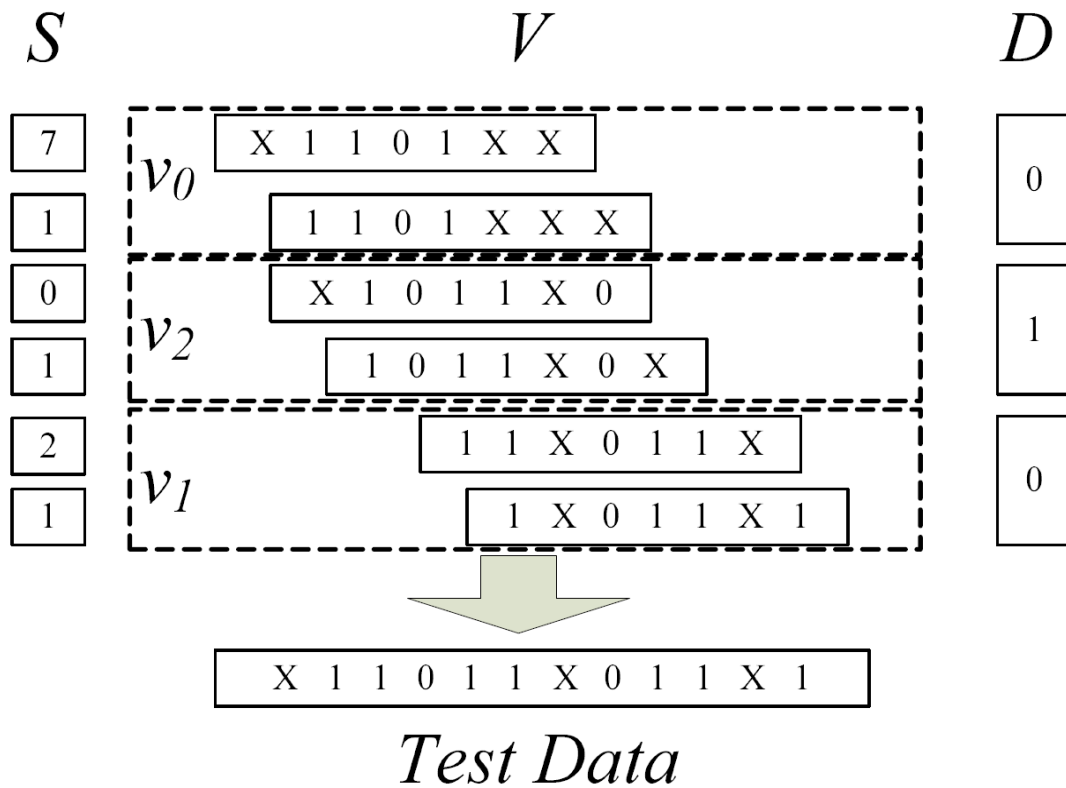 S V D
7 X 1 1 0 1 X X
v0 0
1 1 1 0 1 X X X
0 X 1 0 1 1 X 0
v2 1
1 1 0 1 1 X 0 X
2 1 1 X 0 1 1 X
v1 0
1 1 X 0 1 1 X 1
X 1 1 0 1 1 X 0 1 1 X 1
Test Data